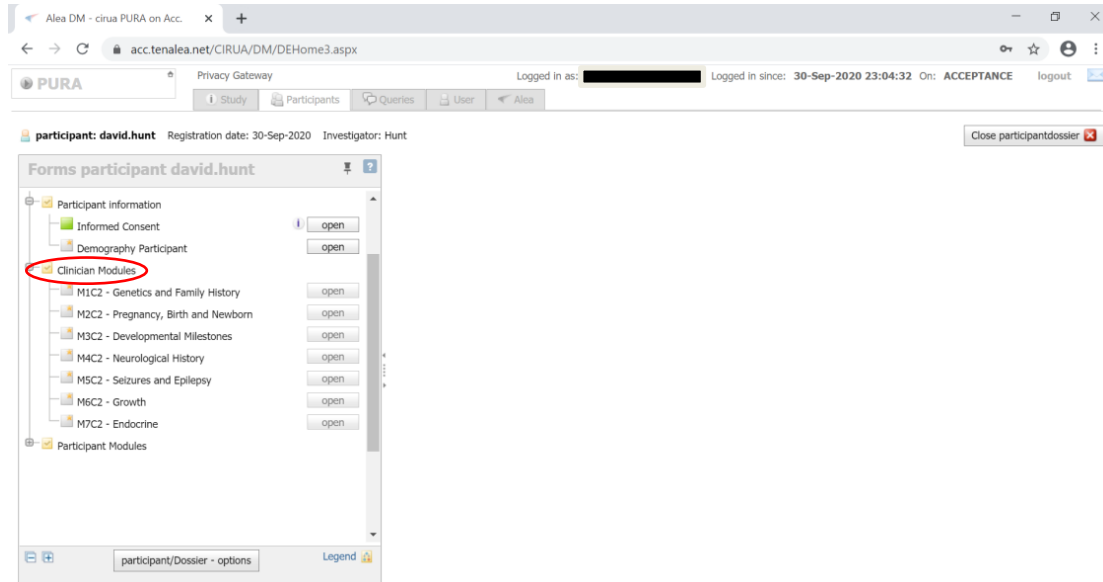 Alea DM - cirua PURA on Acc.
acc.tenalea.net/CIRUA/DM/DEHome3.aspx
PURA
Privacy Gateway
Logged in as:
Logged in since: 30-Sep-2020 23:04:32 On: ACCEPTANCE
logout
Study
Participants
Queries
User
Alea
participant: david.hunt Registration date: 30-Sep-2020 Investigator: Hunt
Close participantdossier
Forms participant david.hunt
Participant information
Informed Consent
open
Demography Participant
open
Clinician Modules
M1C2 - Genetics and Family History
open
M2C2 - Pregnancy, Birth and Newborn
open
M3C2 - Developmental Milestones
open
M4C2 - Neurological History
open
M5C2 - Seizures and Epilepsy
open
M6C2 - Growth
open
M7C2 - Endocrine
open
Participant Modules
participant/Dossier - options
Legend